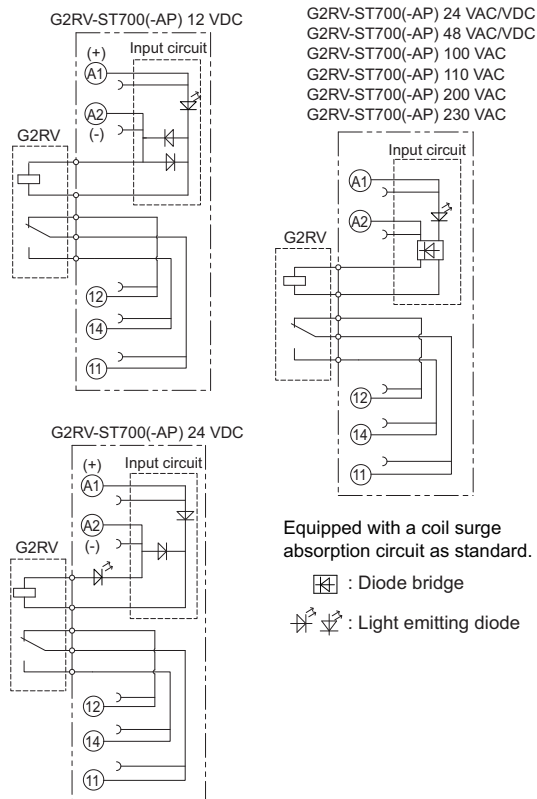 G2RV-ST700(-AP) 12 VDC
(+)
Input circuit
A1
A2
(-)
G2RV
12
14
11
G2RV-ST700(-AP) 24 VAC/VDC
G2RV-ST700(-AP) 48 VAC/VDC
G2RV-ST700(-AP) 100 VAC
G2RV-ST700(-AP) 110 VAC
G2RV-ST700(-AP) 200 VAC
G2RV-ST700(-AP) 230 VAC
Input circuit
A1
A2
G2RV
12
14
11
G2RV-ST700(-AP) 24 VDC
(+)
Input circuit
A1
A2
(-)
G2RV
12
14
11
Equipped with a coil surge
absorption circuit as standard.
: Diode bridge
: Light emitting diode